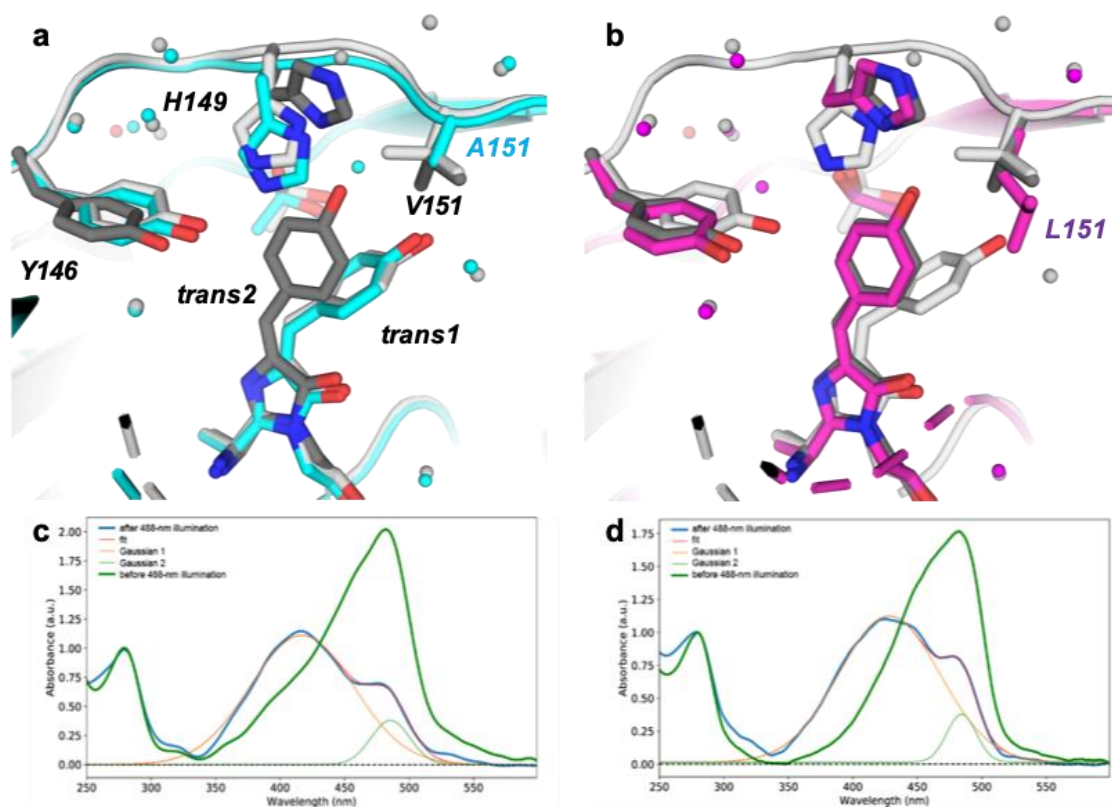 a
H149
A151
V151
Y146
trans2
trans1
b
L151
c
after 488-nm illumination
fit
Gaussian 1
Gaussian 2
before 488-nm illumination
Absorbance (a.u.)
2.00
1.75
1.50
1.25
1.00
0.75
0.50
0.25
0.00
250 300 350 400 450 500 550
Wavelength (nm)
d
after 488-nm illumination
fit
Gaussian 1
Gaussian 2
before 488-nm illumination
Absorbance (a.u.)
1.75
1.50
1.25
1.00
0.75
0.50
0.25
0.00
250 300 350 400 450 500 550
Wavelength (nm)